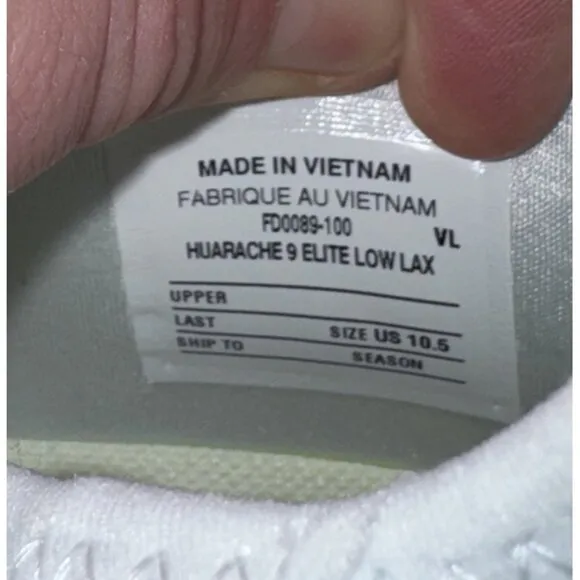 MADE IN VIETNAM
FABRIQUE AU VIETNAM
FD0089-100 VL
HUARACHE 9 ELITE LOW LAX
UPPER
LAST SIZE US 10.5
SHIP TO SEASON